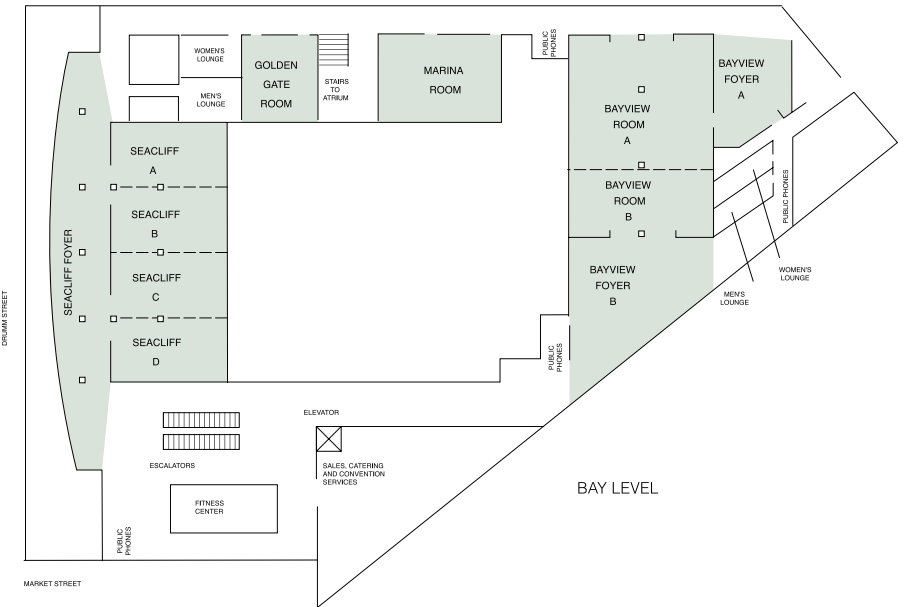 WOMEN'S
LOUNGE
MEN'S
LOUNGE
GOLDEN
GATE
ROOM
STAIRS
TO
ATRIUM
MARINA
ROOM
PUBLIC
PHONES
BAYVIEW
ROOM
A
BAYVIEW
FOYER
A
BAYVIEW
ROOM
B
BAYVIEW
FOYER
B
PUBLIC PHONES
WOMEN'S
LOUNGE
MEN'S
LOUNGE
SEACLIFF
A
SEACLIFF
B
SEACLIFF
C
SEACLIFF
D
SEACLIFF FOYER
DRUMM STREET
PUBLIC
PHONES
ELEVATOR
ESCALATORS
SALES, CATERING
AND CONVENTION
SERVICES
FITNESS
CENTER
PUBLIC
PHONES
BAY LEVEL
MARKET STREET